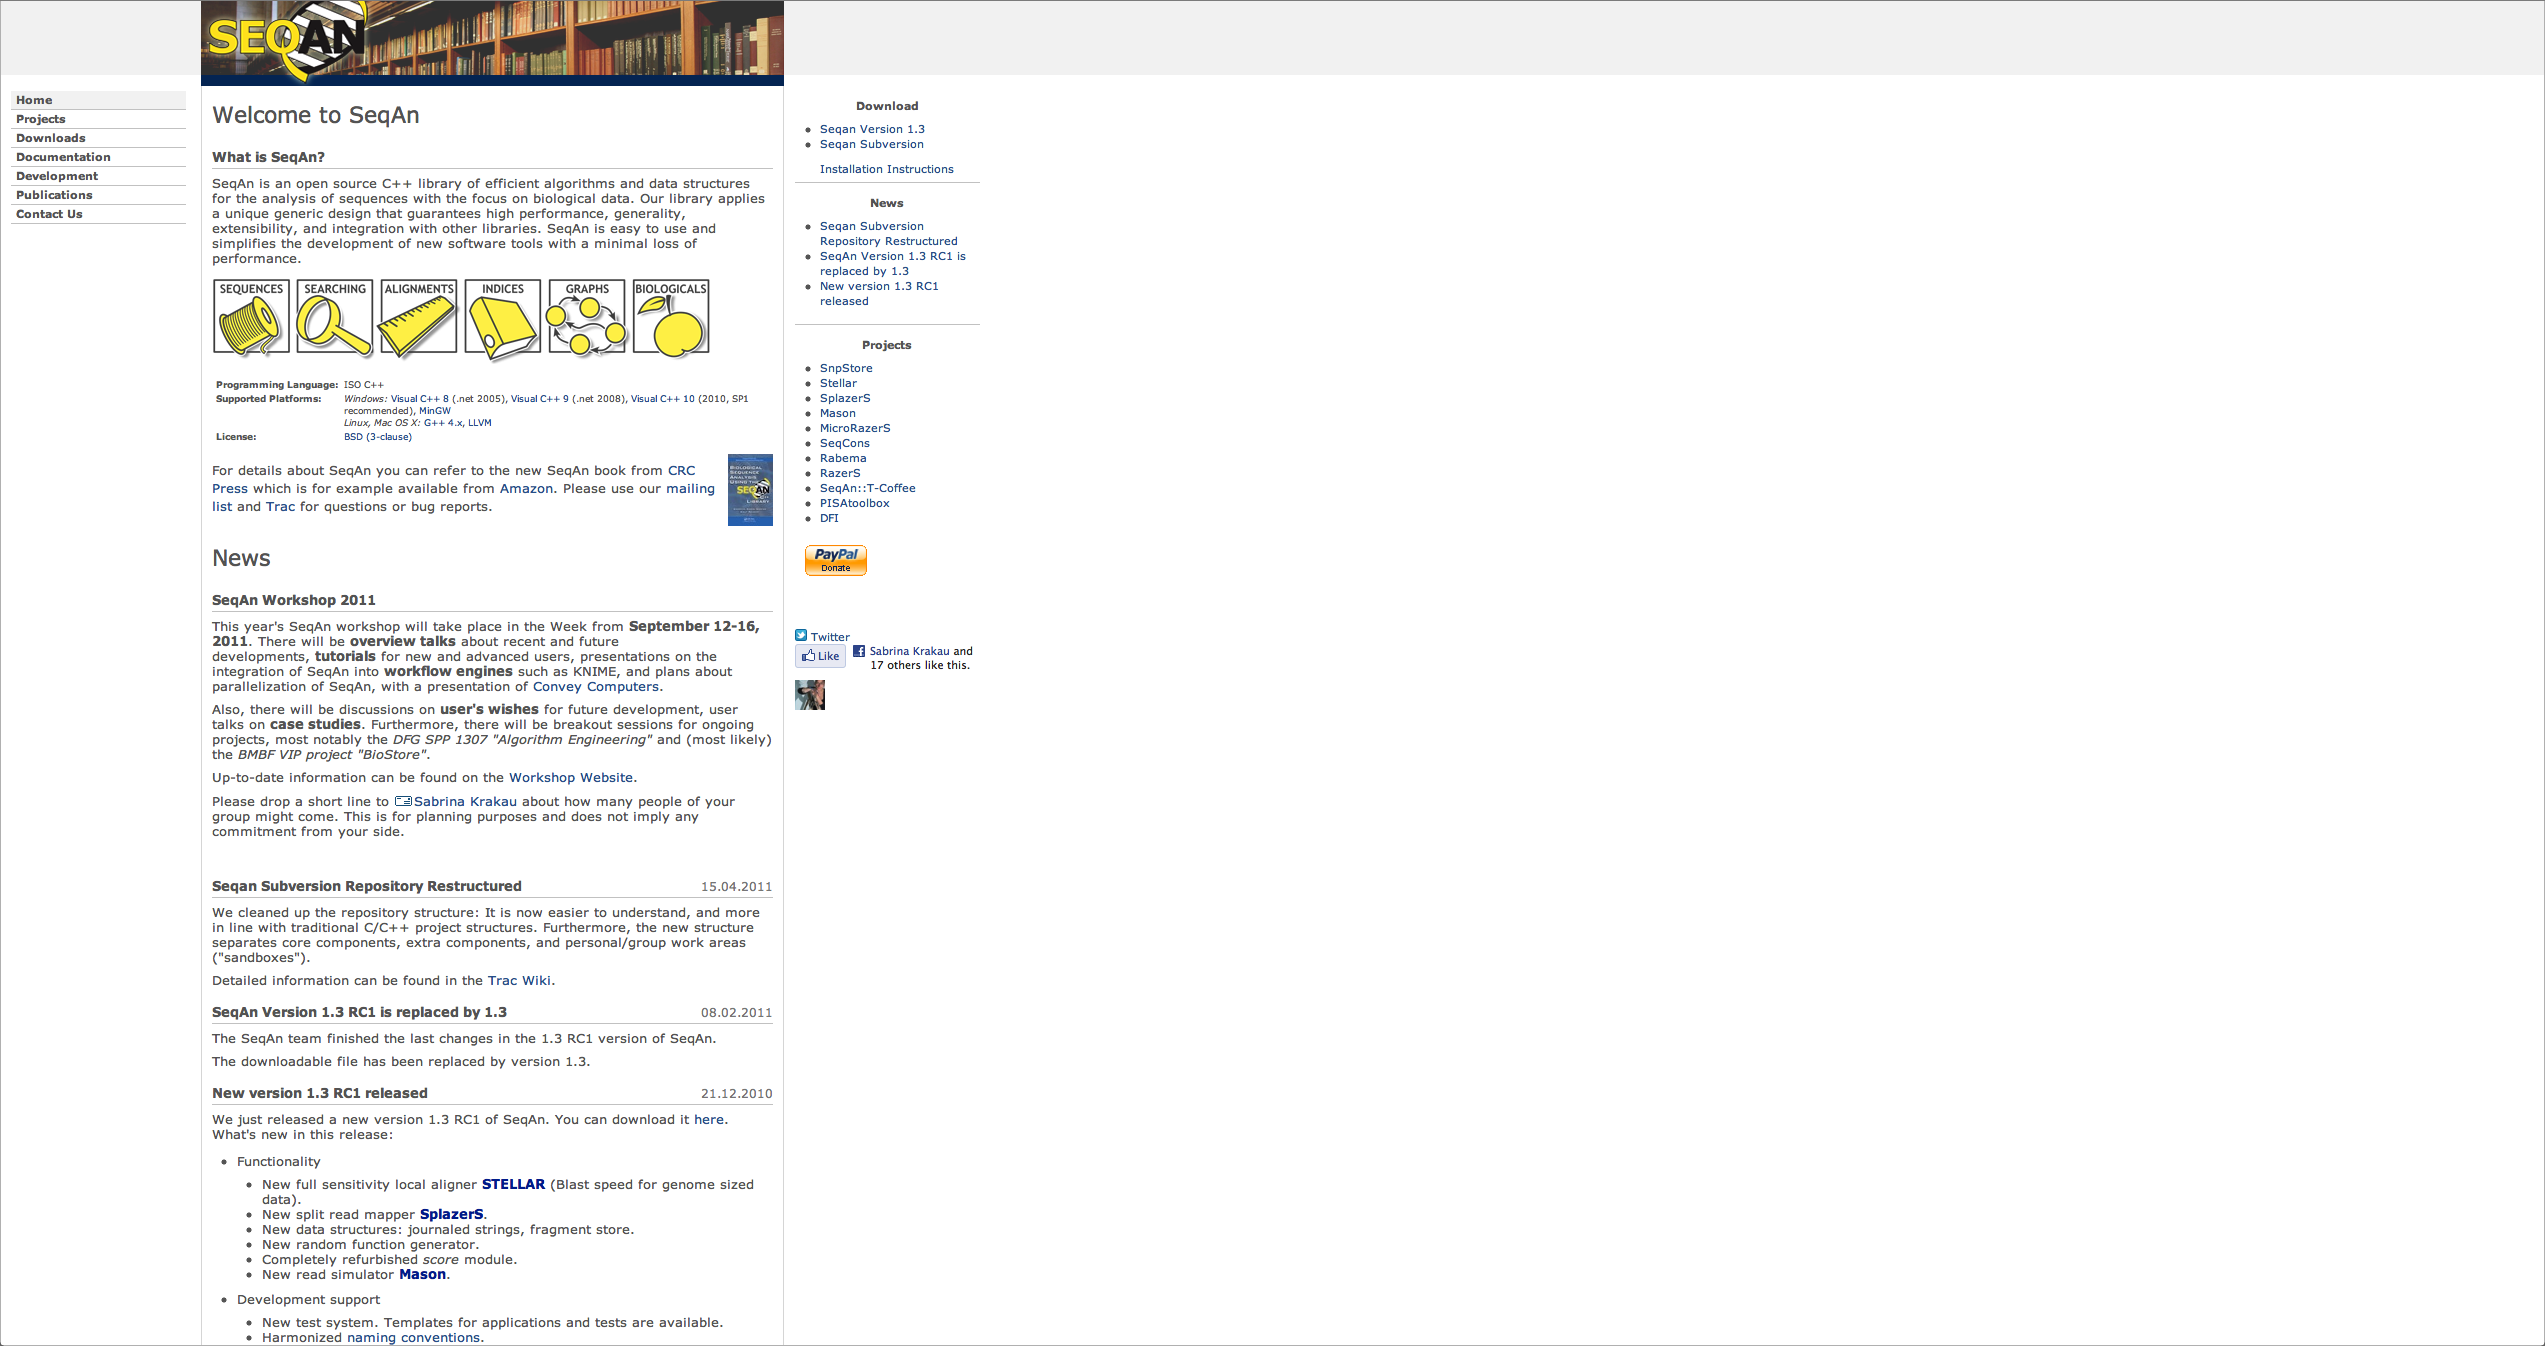 SEQAN
Home
Projects
Downloads
Documentation
Development
Publications
Contact Us
Welcome to SeqAn
What is SeqAn?
SeqAn is an open source C++ library of efficient algorithms and data structures
for the analysis of sequences with the focus on biological data. Our library applies
a unique generic design that guarantees high performance, generality,
extensibility, and integration with other libraries. SeqAn is easy to use and
simplifies the development of new software tools with a minimal loss of
performance.
SEQUENCES SEARCHING ALIGNMENTS INDICES GRAPHS BIOLOGICALS
Programming Language: ISO C++
Supported Platforms: Windows: Visual C++ 8 (.net 2005), Visual C++ 9 (.net 2008), Visual C++ 10 (2010, SP1
recommended), MinGW
Linux, Mac OS X: G++ 4.x, LLVM
License: BSD (3-clause)
For details about SeqAn you can refer to the new SeqAn book from CRC
Press which is for example available from Amazon. Please use our mailing
list and Trac for questions or bug reports.
BIOLOGICAL
SEQUENCE
ANALYSIS
USING THE
SEQAN
LIBRARY
News
SeqAn Workshop 2011
This year's SeqAn workshop will take place in the Week from September 12-16,
2011. There will be overview talks about recent and future
developments, tutorials for new and advanced users, presentations on the
integration of SeqAn into workflow engines such as KNIME, and plans about
parallelization of SeqAn, with a presentation of Convey Computers.
Also, there will be discussions on user's wishes for future development, user
talks on case studies. Furthermore, there will be breakout sessions for ongoing
projects, most notably the DFG SPP 1307 "Algorithm Engineering" and (most likely)
the BMBF VIP project "BioStore".
Up-to-date information can be found on the Workshop Website.
Please drop a short line to Sabrina Krakau about how many people of your
group might come. This is for planning purposes and does not imply any
commitment from your side.
Seqan Subversion Repository Restructured 15.04.2011
We cleaned up the repository structure: It is now easier to understand, and more
in line with traditional C/C++ project structures. Furthermore, the new structure
separates core components, extra components, and personal/group work areas
("sandboxes").
Detailed information can be found in the Trac Wiki.
SeqAn Version 1.3 RC1 is replaced by 1.3 08.02.2011
The SeqAn team finished the last changes in the 1.3 RC1 version of SeqAn.
The downloadable file has been replaced by version 1.3.
New version 1.3 RC1 released 21.12.2010
We just released a new version 1.3 RC1 of SeqAn. You can download it here.
What's new in this release:
Functionality
New full sensitivity local aligner STELLAR (Blast speed for genome sized
data).
New split read mapper SplazerS.
New data structures: journaled strings, fragment store.
New random function generator.
Completely refurbished score module.
New read simulator Mason.
Development support
New test system. Templates for applications and tests are available.
Harmonized naming conventions.
Download
Seqan Version 1.3
Seqan Subversion
Installation Instructions
News
Seqan Subversion
Repository Restructured
SeqAn Version 1.3 RC1 is
replaced by 1.3
New version 1.3 RC1
released
Projects
SnpStore
Stellar
SplazerS
Mason
MicroRazerS
SeqCons
Rabema
RazerS
SeqAn::T-Coffee
PISAtoolbox
DFI
PayPal
Donate
Twitter
Like
Sabrina Krakau and
17 others like this.